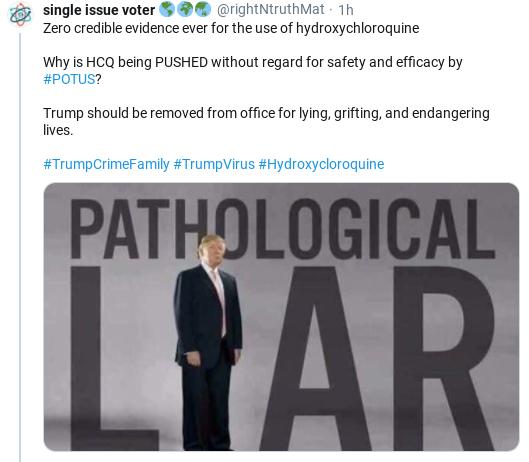 single issue voter 🌎🌍🌏 @rightNtruthMat · 1h
Zero credible evidence ever for the use of hydroxychloroquine
Why is HCQ being PUSHED without regard for safety and efficacy by
#POTUS?
Trump should be removed from office for lying, grifting, and endangering
lives.
#TrumpCrimeFamily #TrumpVirus #Hydroxycloroquine
PATHOLOGICAL
L AR